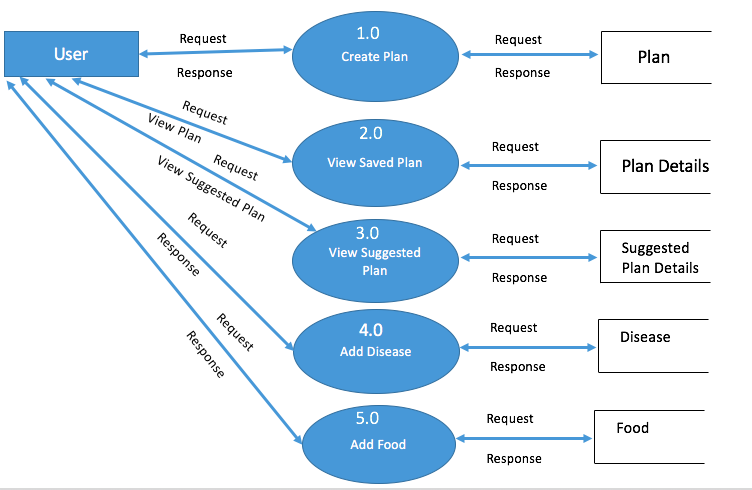 User
Request
Response
1.0
Create Plan
Request
Response
Plan
Request
View Plan
2.0
View Saved Plan
Request
Response
Plan Details
Request
View Suggested Plan
3.0
View Suggested
Plan
Request
Response
Suggested
Plan Details
Request
Response
4.0
Add Disease
Request
Response
Disease
Request
Response
5.0
Add Food
Request
Response
Food